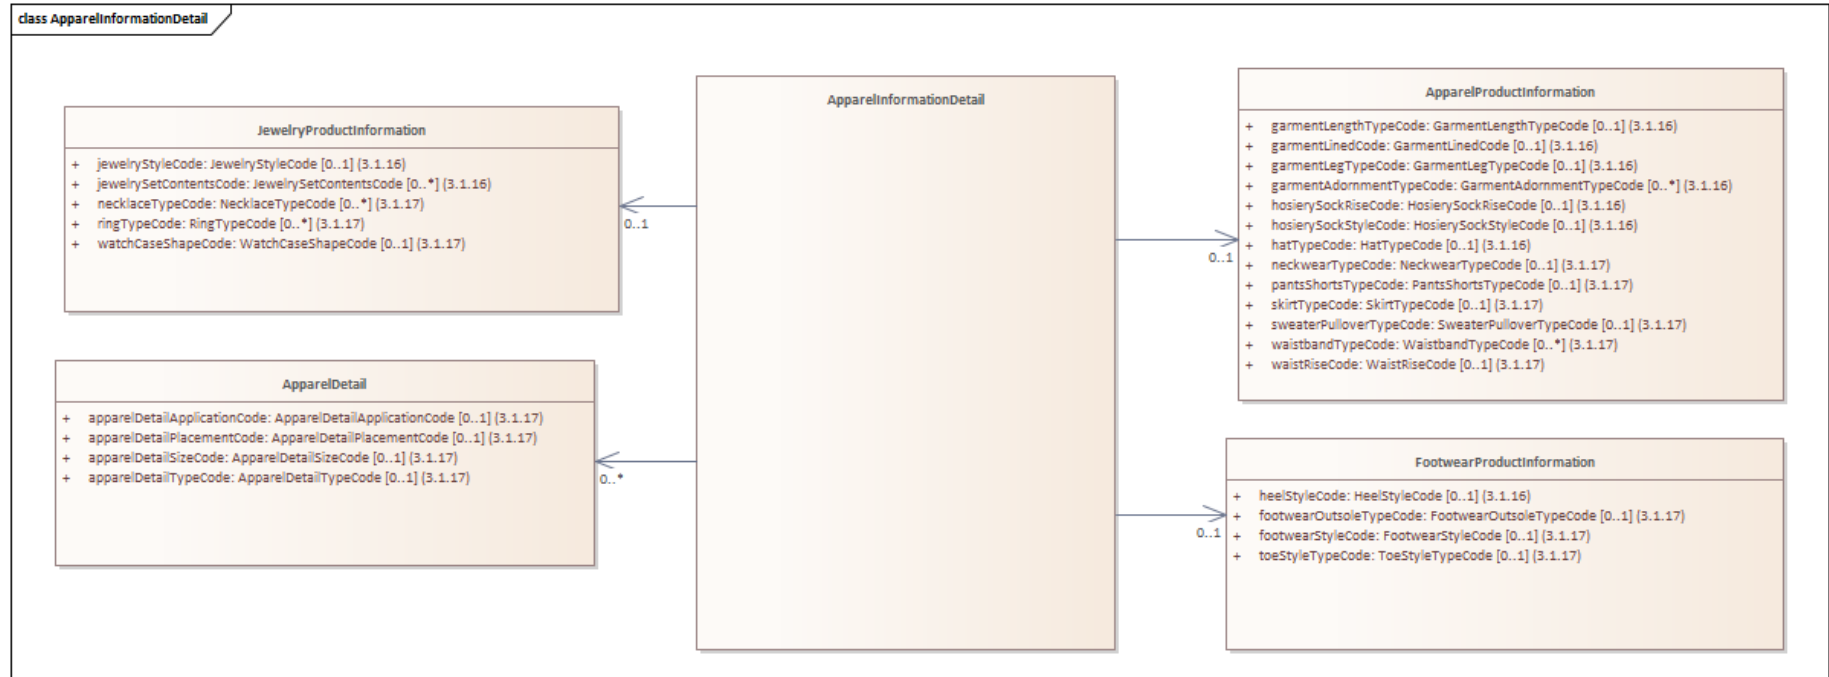 class ApparelInformationDetail
JewelryProductInformation
+ jewelryStyleCode: JewelryStyleCode [0..1] (3.1.16)
+ jewelrySetContentsCode: JewelrySetContentsCode [0..*] (3.1.16)
+ necklaceTypeCode: NecklaceTypeCode [0..*] (3.1.17)
+ ringTypeCode: RingTypeCode [0..*] (3.1.17)
+ watchCaseShapeCode: WatchCaseShapeCode [0..1] (3.1.17)
0..1
ApparelDetail
+ apparelDetailApplicationCode: ApparelDetailApplicationCode [0..1] (3.1.17)
+ apparelDetailPlacementCode: ApparelDetailPlacementCode [0..1] (3.1.17)
+ apparelDetailSizeCode: ApparelDetailSizeCode [0..1] (3.1.17)
+ apparelDetailTypeCode: ApparelDetailTypeCode [0..1] (3.1.17)
0..*
ApparelInformationDetail
ApparelProductInformation
+ garmentLengthTypeCode: GarmentLengthTypeCode [0..1] (3.1.16)
+ garmentLinedCode: GarmentLinedCode [0..1] (3.1.16)
+ garmentLegTypeCode: GarmentLegTypeCode [0..1] (3.1.16)
+ garmentAdornmentTypeCode: GarmentAdornmentTypeCode [0..*] (3.1.16)
+ hosierySockRiseCode: HosierySockRiseCode [0..1] (3.1.16)
+ hosierySockStyleCode: HosierySockStyleCode [0..1] (3.1.16)
+ hatTypeCode: HatTypeCode [0..1] (3.1.16)
+ neckwearTypeCode: NeckwearTypeCode [0..1] (3.1.17)
+ pantsShortsTypeCode: PantsShortsTypeCode [0..1] (3.1.17)
+ skirtTypeCode: SkirtTypeCode [0..1] (3.1.17)
+ sweaterPulloverTypeCode: SweaterPulloverTypeCode [0..1] (3.1.17)
+ waistbandTypeCode: WaistbandTypeCode [0..*] (3.1.17)
+ waistRiseCode: WaistRiseCode [0..1] (3.1.17)
0..1
FootwearProductInformation
+ heelStyleCode: HeelStyleCode [0..1] (3.1.16)
+ footwearOutsoleTypeCode: FootwearOutsoleTypeCode [0..1] (3.1.17)
+ footwearStyleCode: FootwearStyleCode [0..1] (3.1.17)
+ toeStyleTypeCode: ToeStyleTypeCode [0..1] (3.1.17)
0..1